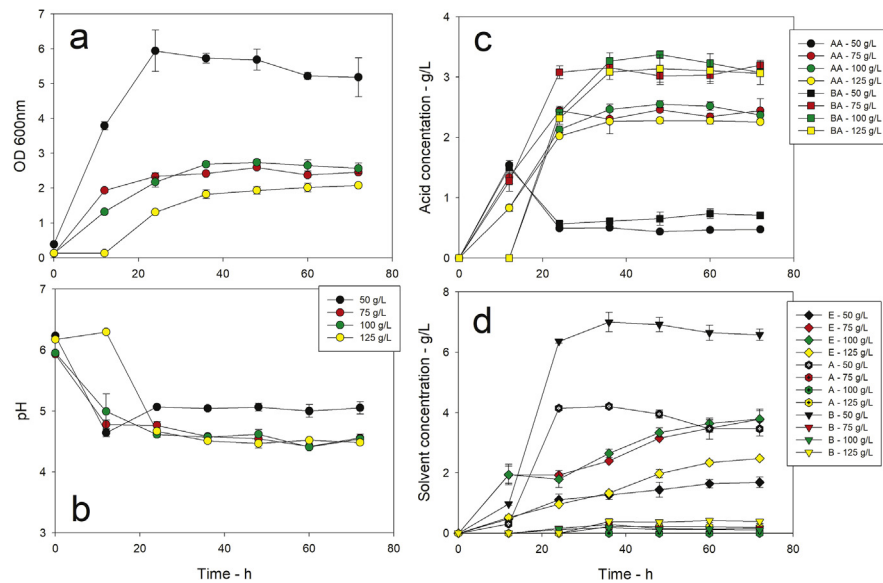 a
OD 600nm
7
6
5
4
3
2
1
0
0 20 40 60 80
c
Acid concentation - g/L
4
3
2
1
0
0 20 40 60 80
AA - 50 g/L
AA - 75 g/L
AA - 100 g/L
AA - 125 g/L
BA - 50 g/L
BA - 75 g/L
BA - 100 g/L
BA - 125 g/L
b
pH
7
6
5
4
3
0 20 40 60 80
Time - h
50 g/L
75 g/L
100 g/L
125 g/L
d
Solvent concentration - g/L
8
6
4
2
0
0 20 40 60 80
Time - h
E - 50 g/L
E - 75 g/L
E - 100 g/L
E - 125 g/L
A - 50 g/L
A - 75 g/L
A - 100 g/L
A - 125 g/L
B - 50 g/L
B - 75 g/L
B - 100 g/L
B - 125 g/L